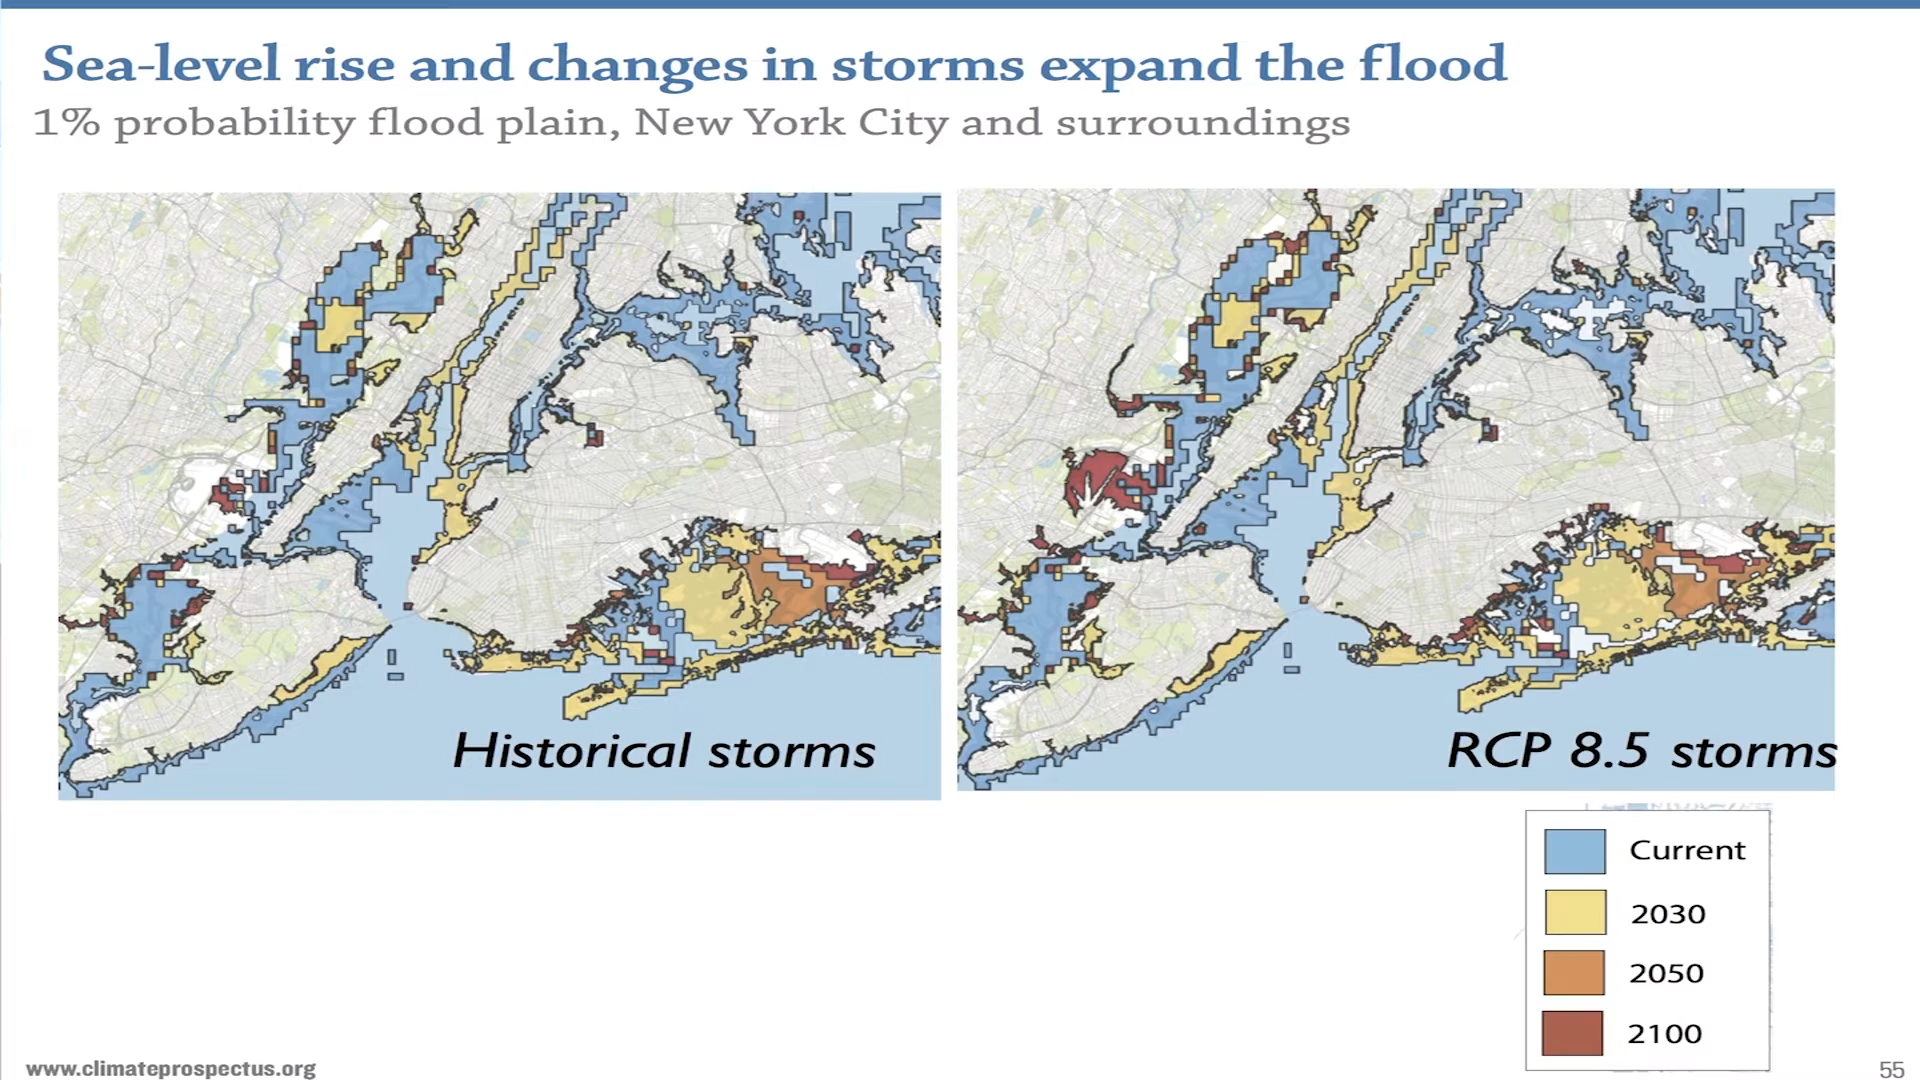 Sea-level rise and changes in storms expand the flood
1% probability flood plain, New York City and surroundings
Historical storms
RCP 8.5 storms
Current
2030
2050
2100
www.climateprospectus.org
55